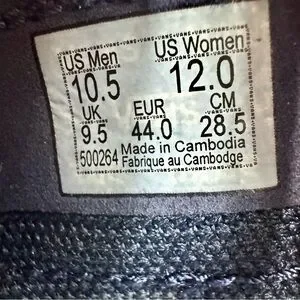 US Men US Women
10.5 12.0
UK EUR CM
9.5 44.0 28.5
500264 Made in Cambodia
Fabrique au Cambodge